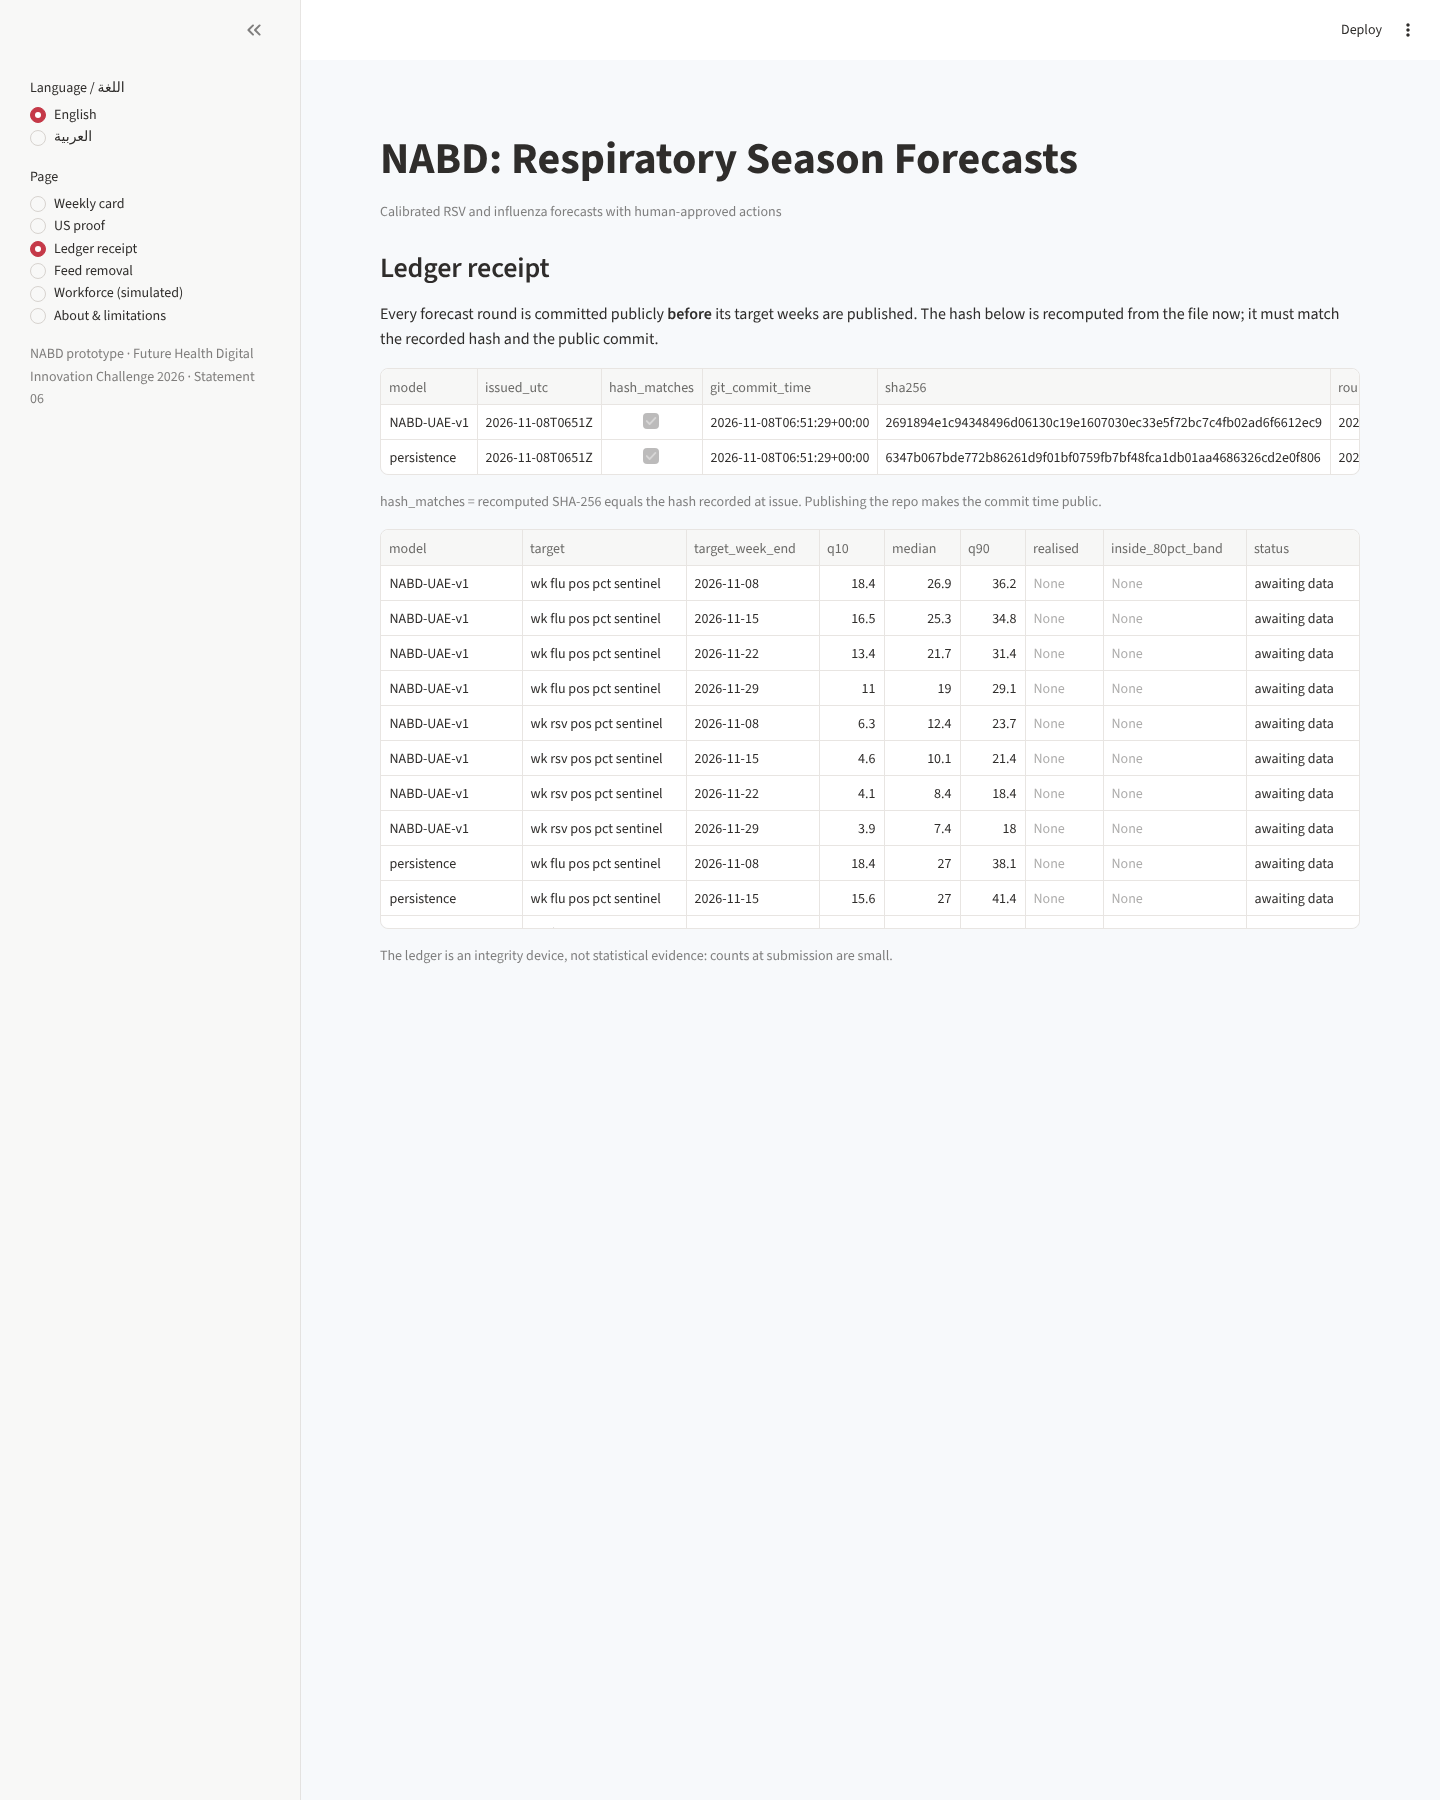 Deploy
Language / اللغة
English
العربية
Page
Weekly card
US proof
Ledger receipt
Feed removal
Workforce (simulated)
About & limitations
NABD prototype · Future Health Digital
Innovation Challenge 2026 · Statement
06
NABD: Respiratory Season Forecasts
Calibrated RSV and influenza forecasts with human-approved actions
Ledger receipt
Every forecast round is committed publicly before its target weeks are published. The hash below is recomputed from the file now; it must match
the recorded hash and the public commit.
model issued_utc hash_matches git_commit_time sha256 rou
NABD-UAE-v1 2026-11-08T0651Z 2026-11-08T06:51:29+00:00 2691894e1c94348496d06130c19e1607030ec33e5f72bc7c4fb02ad6f6612ec9 202
persistence 2026-11-08T0651Z 2026-11-08T06:51:29+00:00 6347b067bde772b86261d9f01bf0759fb7bf48fca1db01aa4686326cd2e0f806 202
hash_matches = recomputed SHA-256 equals the hash recorded at issue. Publishing the repo makes the commit time public.
model target target_week_end q10 median q90 realised inside_80pct_band status
NABD-UAE-v1 wk flu pos pct sentinel 2026-11-08 18.4 26.9 36.2 None None awaiting data
NABD-UAE-v1 wk flu pos pct sentinel 2026-11-15 16.5 25.3 34.8 None None awaiting data
NABD-UAE-v1 wk flu pos pct sentinel 2026-11-22 13.4 21.7 31.4 None None awaiting data
NABD-UAE-v1 wk flu pos pct sentinel 2026-11-29 11 19 29.1 None None awaiting data
NABD-UAE-v1 wk rsv pos pct sentinel 2026-11-08 6.3 12.4 23.7 None None awaiting data
NABD-UAE-v1 wk rsv pos pct sentinel 2026-11-15 4.6 10.1 21.4 None None awaiting data
NABD-UAE-v1 wk rsv pos pct sentinel 2026-11-22 4.1 8.4 18.4 None None awaiting data
NABD-UAE-v1 wk rsv pos pct sentinel 2026-11-29 3.9 7.4 18 None None awaiting data
persistence wk flu pos pct sentinel 2026-11-08 18.4 27 38.1 None None awaiting data
persistence wk flu pos pct sentinel 2026-11-15 15.6 27 41.4 None None awaiting data
The ledger is an integrity device, not statistical evidence: counts at submission are small.